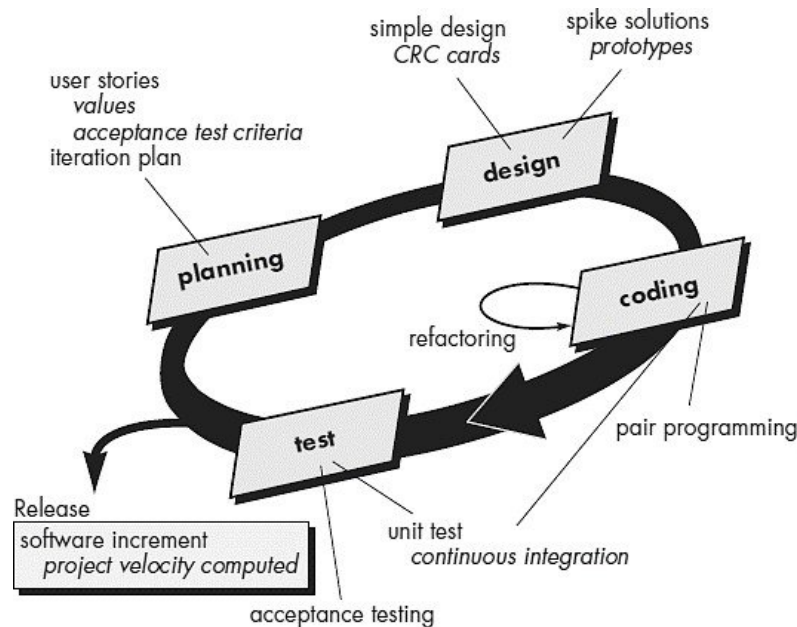 simple design
CRC cards
spike solutions
prototypes
user stories
values
acceptance test criteria
iteration plan
design
planning
coding
refactoring
test
pair programming
Release
software increment
project velocity computed
unit test
continuous integration
acceptance testing